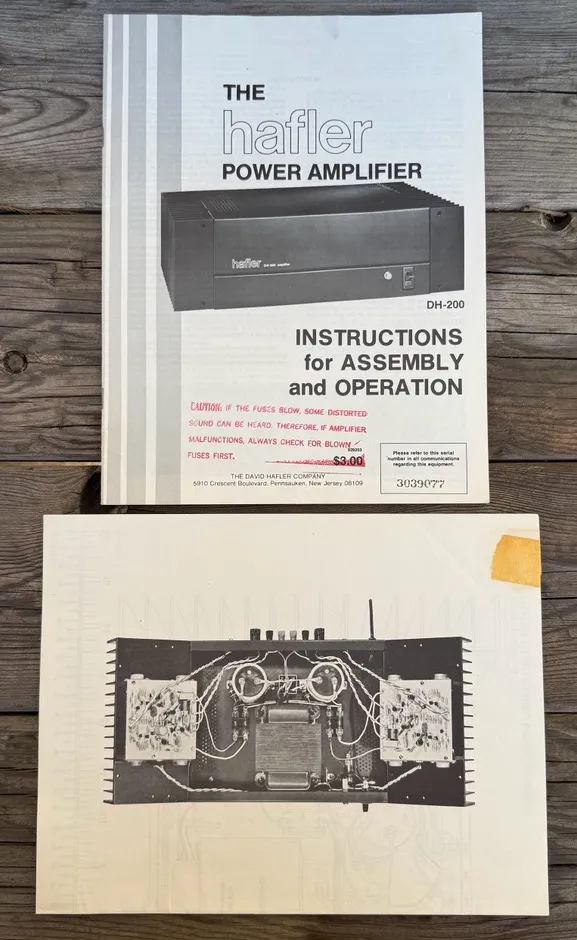 THE
hafler
POWER AMPLIFIER
hafler DH-200 amplifier
DH-200
INSTRUCTIONS
for ASSEMBLY
and OPERATION
CAUTION: IF THE FUSES BLOW, SOME DISTORTED
SOUND CAN BE HEARD. THEREFORE, IF AMPLIFIER
MALFUNCTIONS, ALWAYS CHECK FOR BLOWN
FUSES FIRST.
$3.00
THE DAVID HAFLER COMPANY
5910 Crescent Boulevard, Pennsauken, New Jersey 08109
Please refer to this serial
number in all communications
regarding this equipment.
3039077